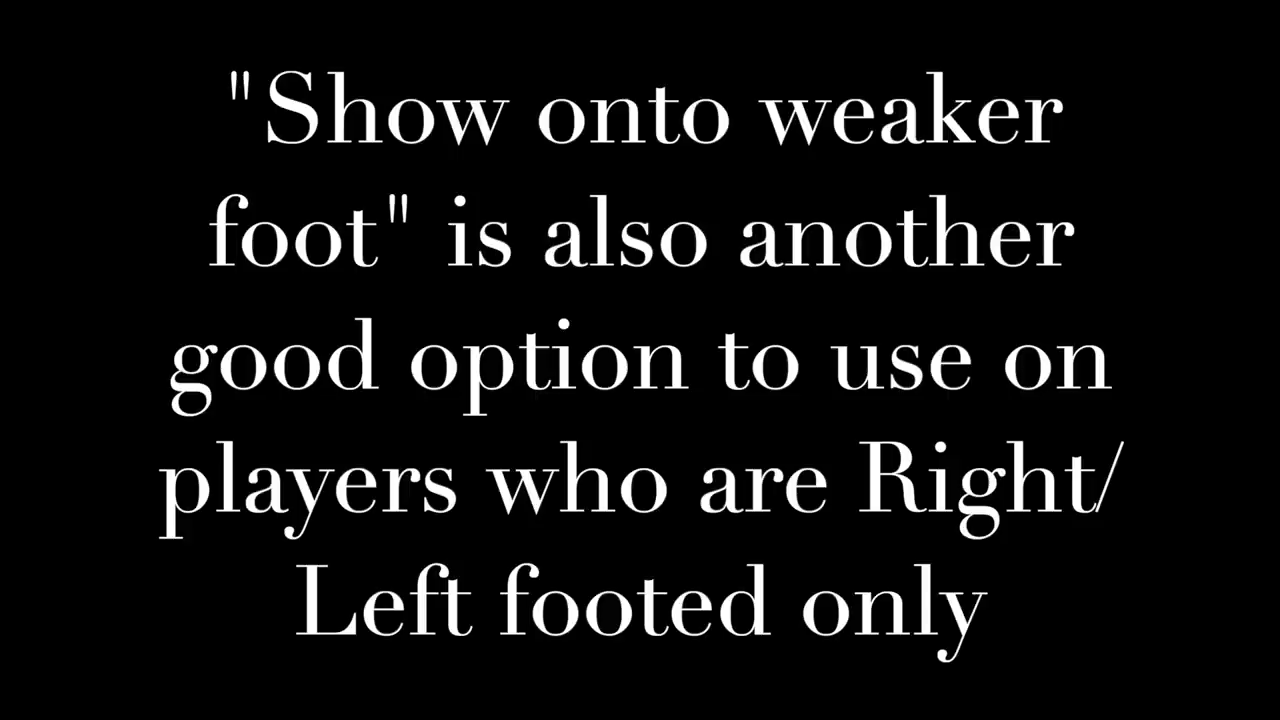 "Show onto weaker
foot" is also another
good option to use on
players who are Right/
Left footed only